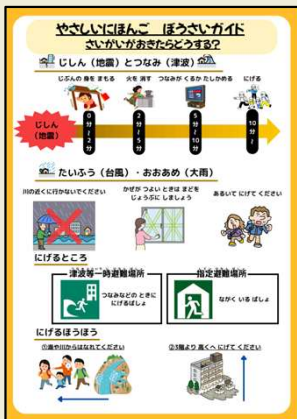 やさしいにほんご ぼうさいガイド
さいがいがおきたらどうする?
じしん(地震)とつなみ(津波)
じぶんの 身を まもる
火を 消す
つなみが くるか たしかめる
にげる
じしん
(地震)
0分~2分
2分~5分
5分~10分
10分~
たいふう(台風)・おおあめ(大雨)
川の近くに行かないでください
かぜが つよい ときは まどを
じょうぶに しましょう
あるいて にげて ください
にげるところ
津波等一時避難場所
つなみなどの ときに
にげるばしょ
指定避難場所
ながく いる ばしょ
にげるほうほう
①海や川からはなれてください
②3階より 高くへ にげて ください